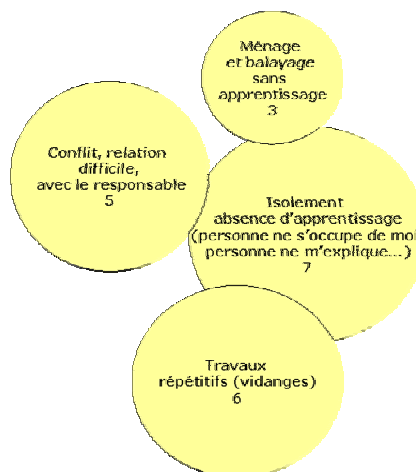 Ménage
et balayage
sans
apprentissage
3
Conflit, relation
difficile,
avec le responsable
5
Isolement
absence d'apprentissage
(personne ne s'occupe de moi
personne ne m'explique...)
7
Travaux
répétitifs (vidanges)
6